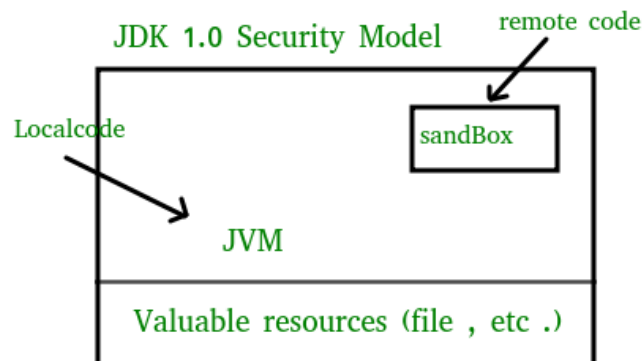 remote code
JDK 1.0 Security Model
Localcode
sandBox
JVM
Valuable resources (file , etc .)